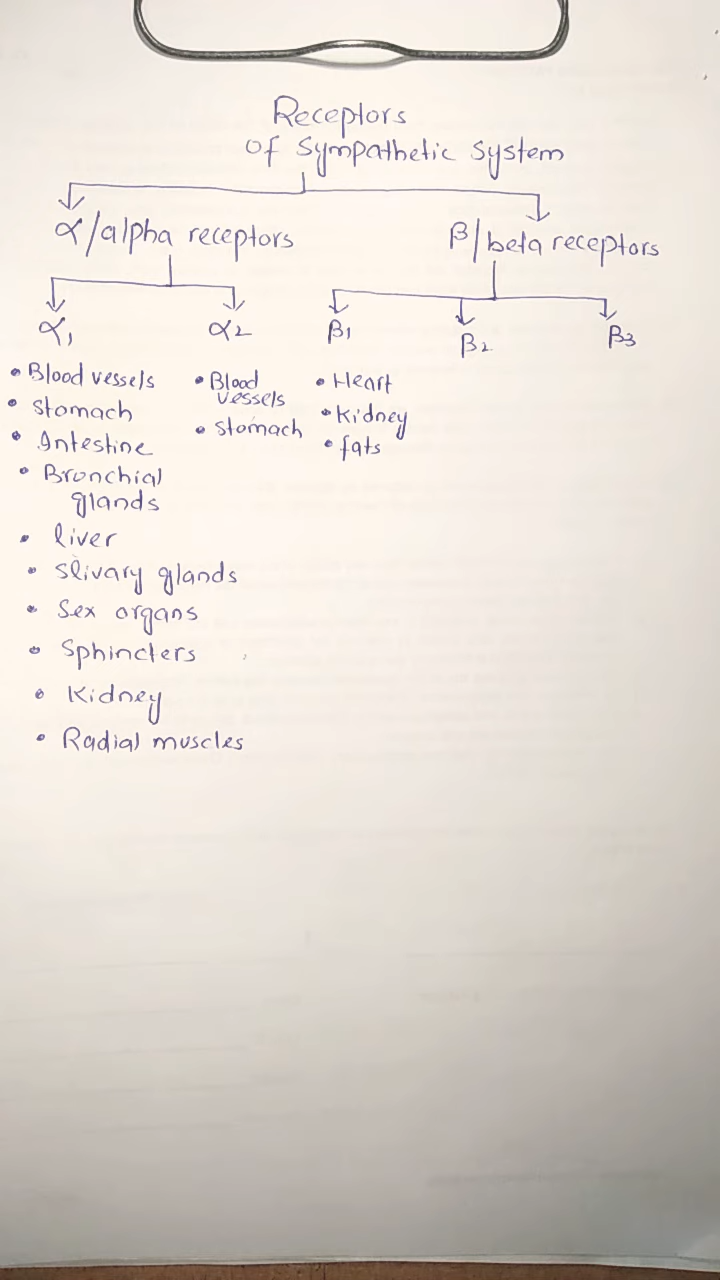 Receptors
of Sympathetic System
α/alpha receptors
β/beta receptors
α1
α2
β1
β2
β3
• Blood vessels
• Stomach
• Intestine
• Bronchial
glands
• liver
• Slivary glands
• Sex organs
• Sphincters
• Kidney
• Radial muscles
• Blood
vessels
• Stomach
• Heart
• Kidney
• fats